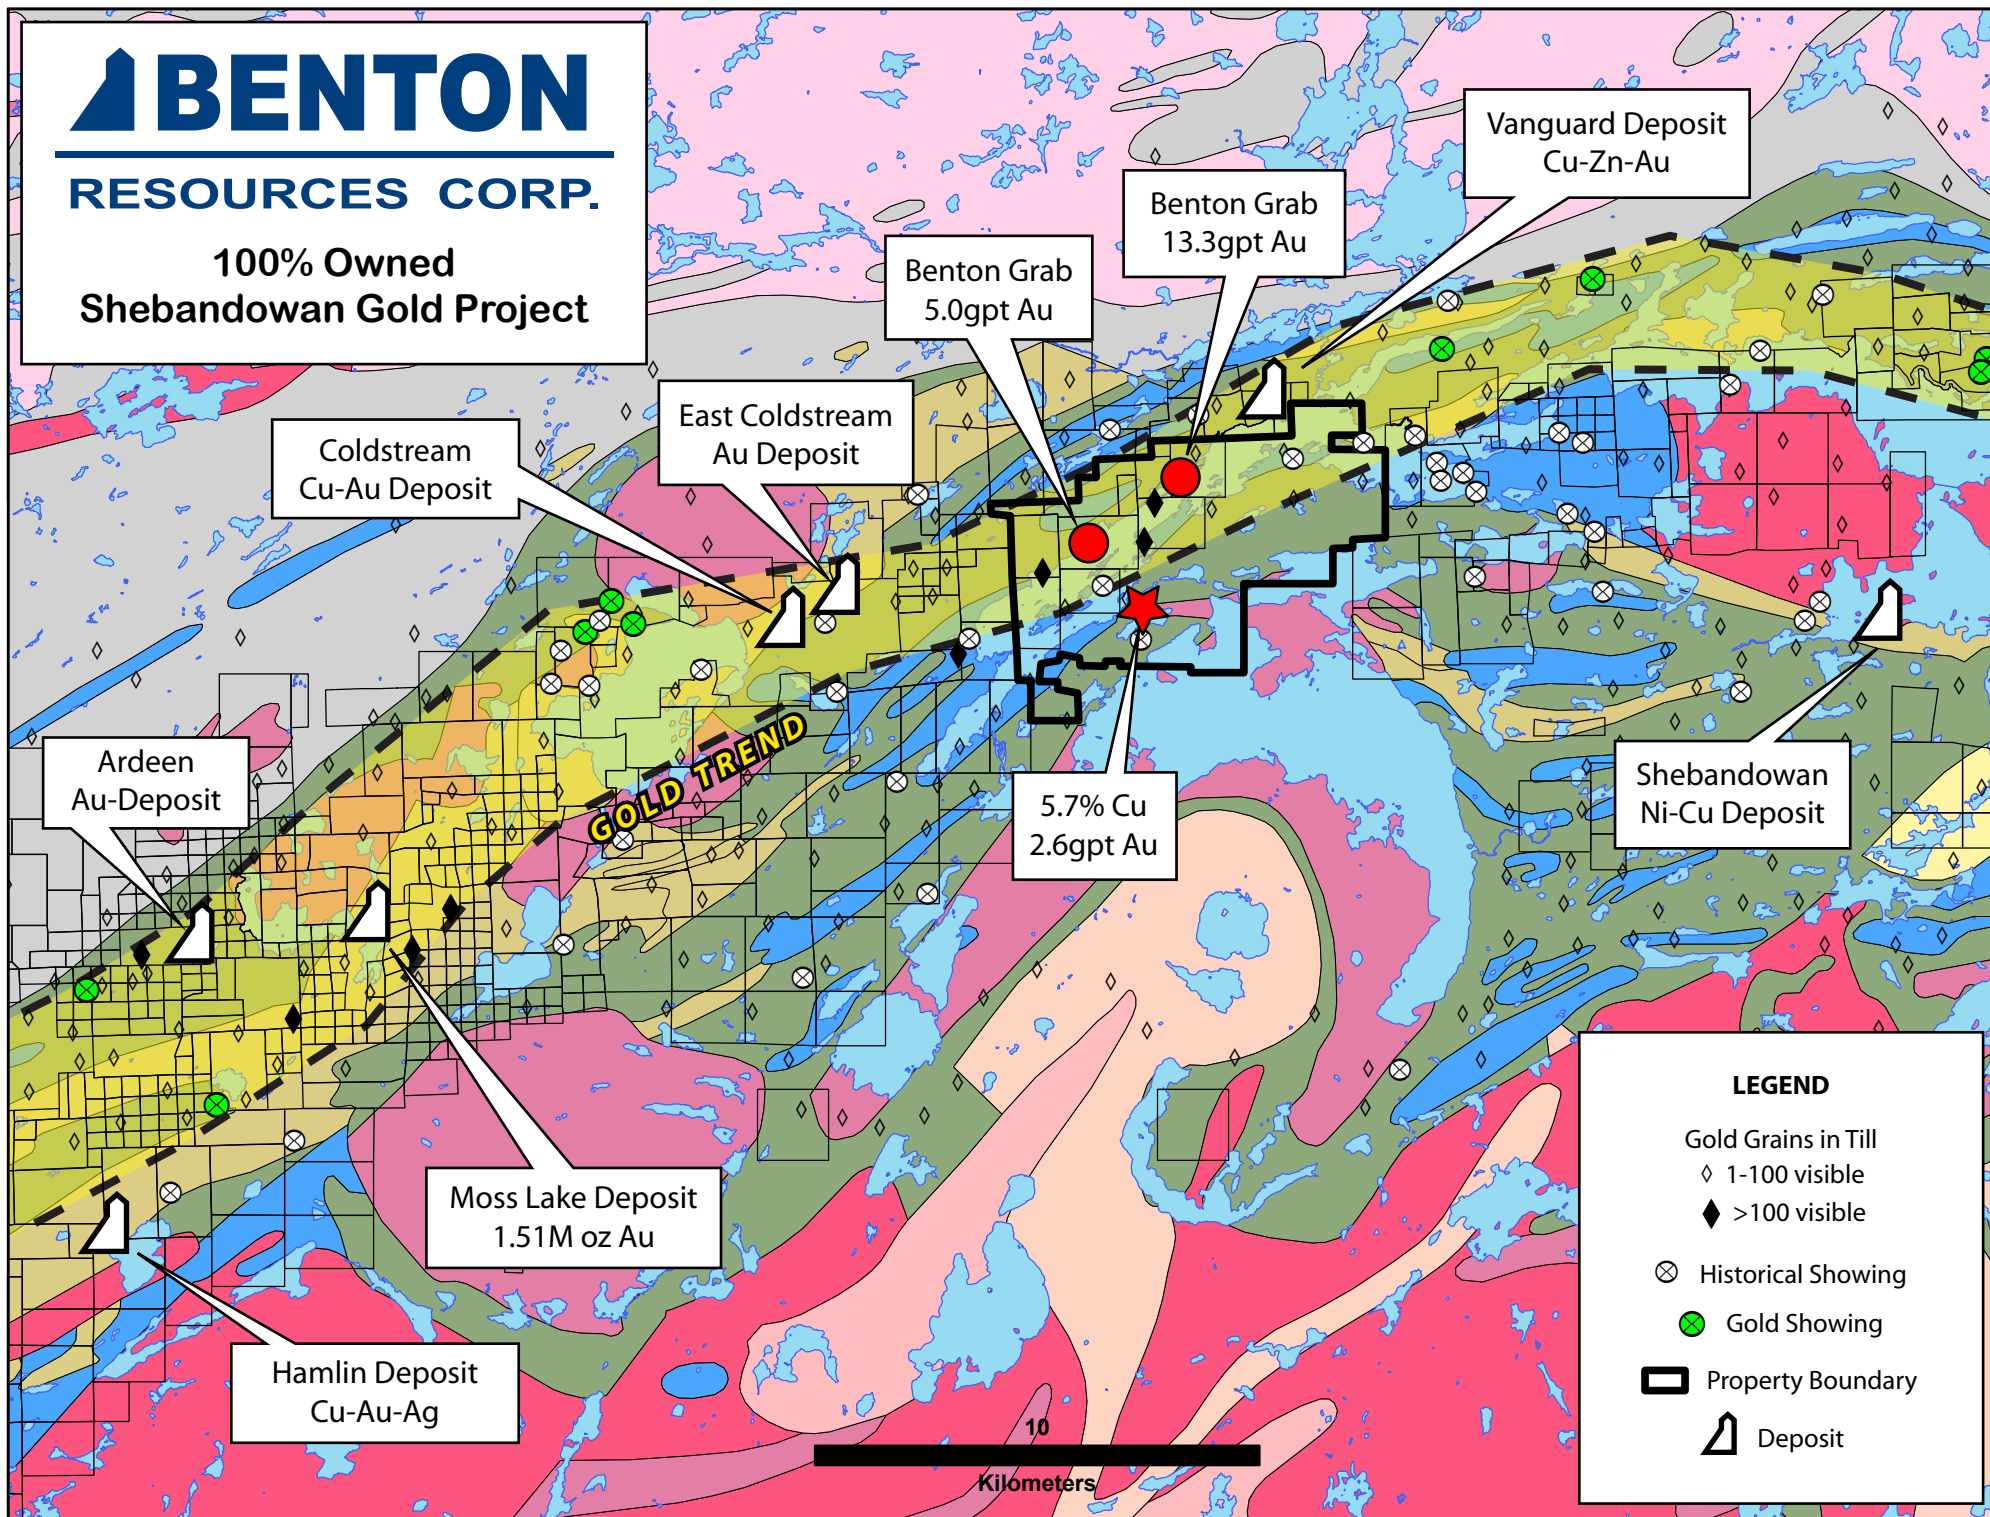 BENTON
RESOURCES CORP.
100% Owned
Shebandowan Gold Project
Vanguard Deposit
Cu-Zn-Au
Benton Grab
13.3gpt Au
Benton Grab
5.0gpt Au
East Coldstream
Au Deposit
Coldstream
Cu-Au Deposit
GOLD TREND
Ardeen
Au-Deposit
5.7% Cu
2.6gpt Au
Shebandowan
Ni-Cu Deposit
Moss Lake Deposit
1.51M oz Au
Hamlin Deposit
Cu-Au-Ag
10
Kilometers
LEGEND
Gold Grains in Till
1-100 visible
>100 visible
Historical Showing
Gold Showing
Property Boundary
Deposit